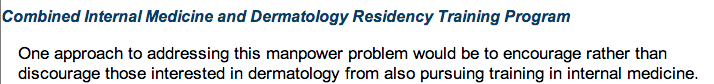 Combined Internal Medicine and Dermatology Residency Training Program
One approach to addressing this manpower problem would be to encourage rather than
discourage those interested in dermatology from also pursuing training in internal medicine.